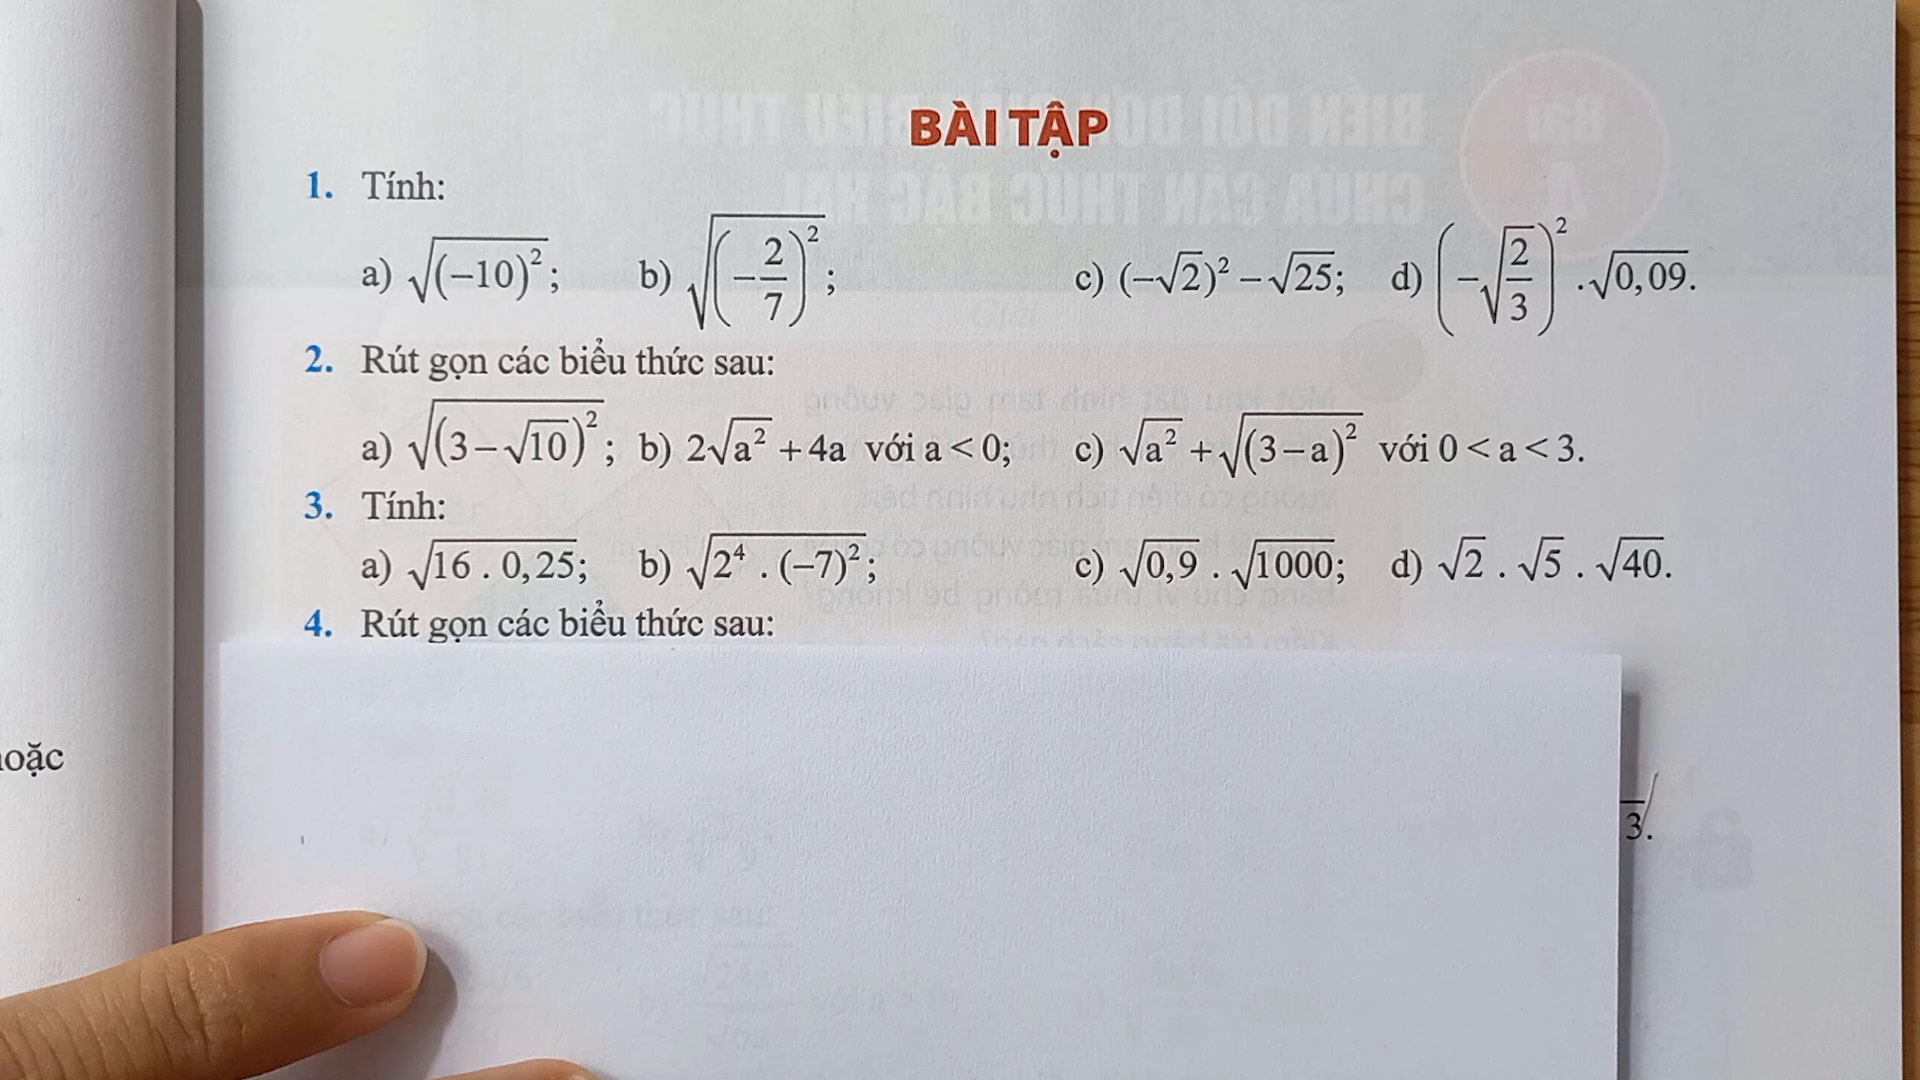 BÀI TẬP
1. Tính:
a) √((−10)²); b) √((−2/7)²); c) (−√2)² − √25; d) (−√(2/3))² . √0,09.
2. Rút gọn các biểu thức sau:
a) √((3−√10)²); b) 2√(a²) + 4a với a < 0; c) √(a²) + √((3−a)²) với 0 < a < 3.
3. Tính:
a) √(16 . 0,25); b) √(2⁴ . (−7)²); c) √0,9 . √1000; d) √2 . √5 . √40.
4. Rút gọn các biểu thức sau:
3.